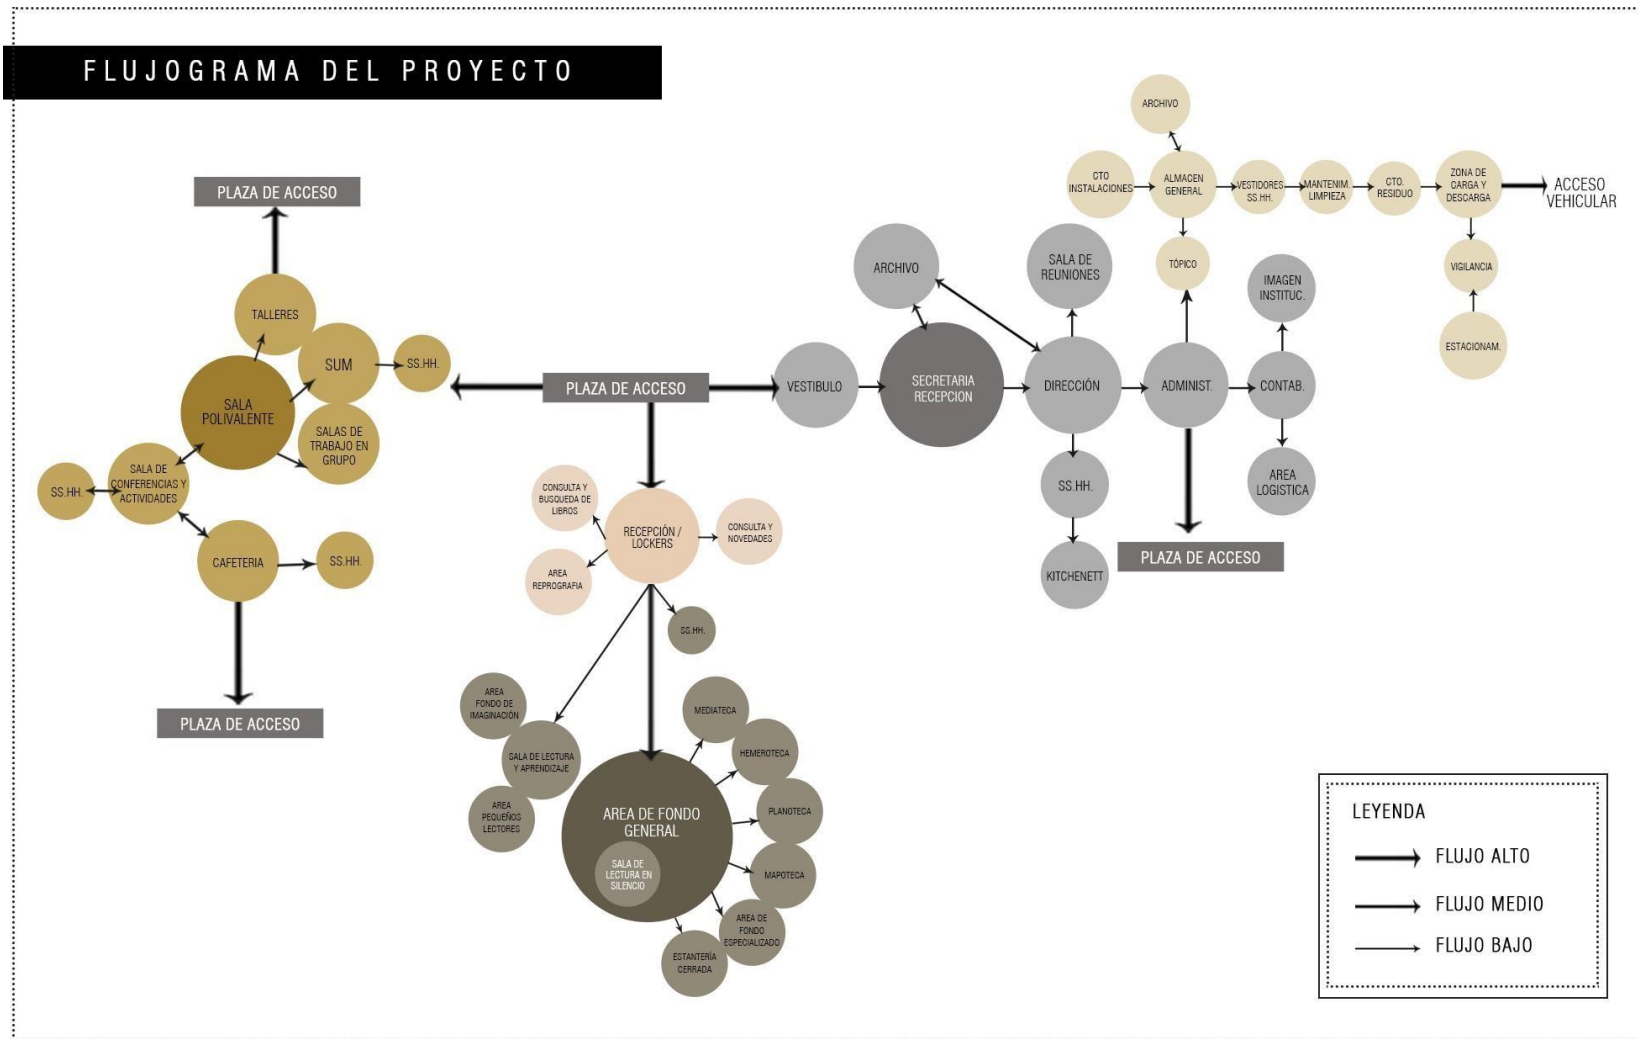 FLUJOGRAMA DEL PROYECTO
PLAZA DE ACCESO
TALLERES
SUM
SS.HH.
SALA
POLIVALENTE
SALAS DE
TRABAJO EN
GRUPO
SALA DE
CONFERENCIAS Y
ACTIVIDADES
SS.HH.
CAFETERIA
SS.HH.
PLAZA DE ACCESO
PLAZA DE ACCESO
CONSULTA Y
BUSQUEDA DE
LIBROS
RECEPCIÓN /
LOCKERS
CONSULTA Y
NOVEDADES
AREA
REPROGRAFIA
SS.HH.
AREA
FONDO DE
IMAGINACIÓN
SALA DE LECTURA
Y APRENDIZAJE
AREA
PEQUEÑOS
LECTORES
AREA DE FONDO
GENERAL
SALA DE
LECTURA EN
SILENCIO
MEDIATECA
HEMEROTECA
PLANOTECA
MAPOTECA
AREA DE
FONDO
ESPECIALIZADO
ESTANTERÍA
CERRADA
VESTIBULO
ARCHIVO
SECRETARIA
RECEPCION
SALA DE
REUNIONES
DIRECCIÓN
SS.HH.
KITCHENETT
ADMINIST.
PLAZA DE ACCESO
IMAGEN
INSTITUC.
CONTAB.
AREA
LOGISTICA
ARCHIVO
CTO
INSTALACIONES
ALMACEN
GENERAL
VESTIDORES
SS.HH.
MANTENIM.
LIMPIEZA
CTO.
RESIDUO
ZONA DE
CARGA Y
DESCARGA
ACCESO
VEHICULAR
TÓPICO
VIGILANCIA
ESTACIONAM.
LEYENDA
FLUJO ALTO
FLUJO MEDIO
FLUJO BAJO